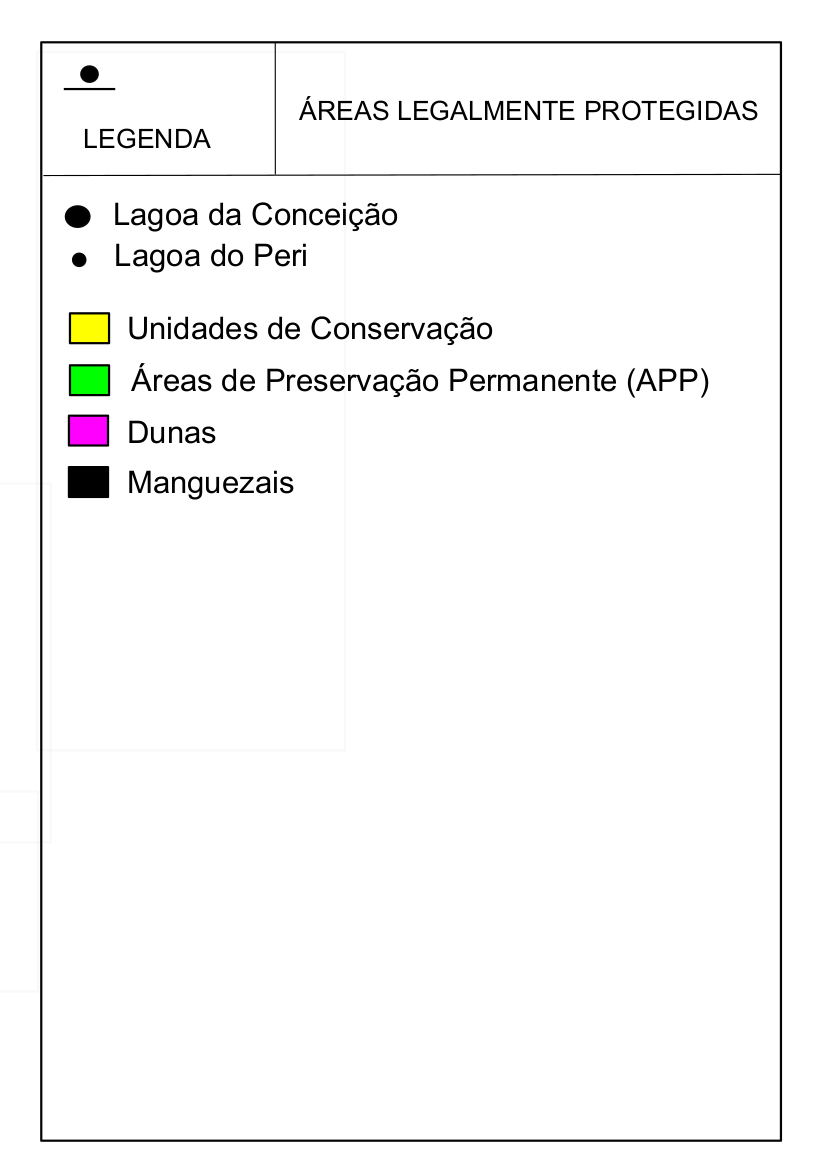 LEGENDA
ÁREAS LEGALMENTE PROTEGIDAS
Lagoa da Conceição
Lagoa do Peri
Unidades de Conservação
Áreas de Preservação Permanente (APP)
Dunas
Manguezais